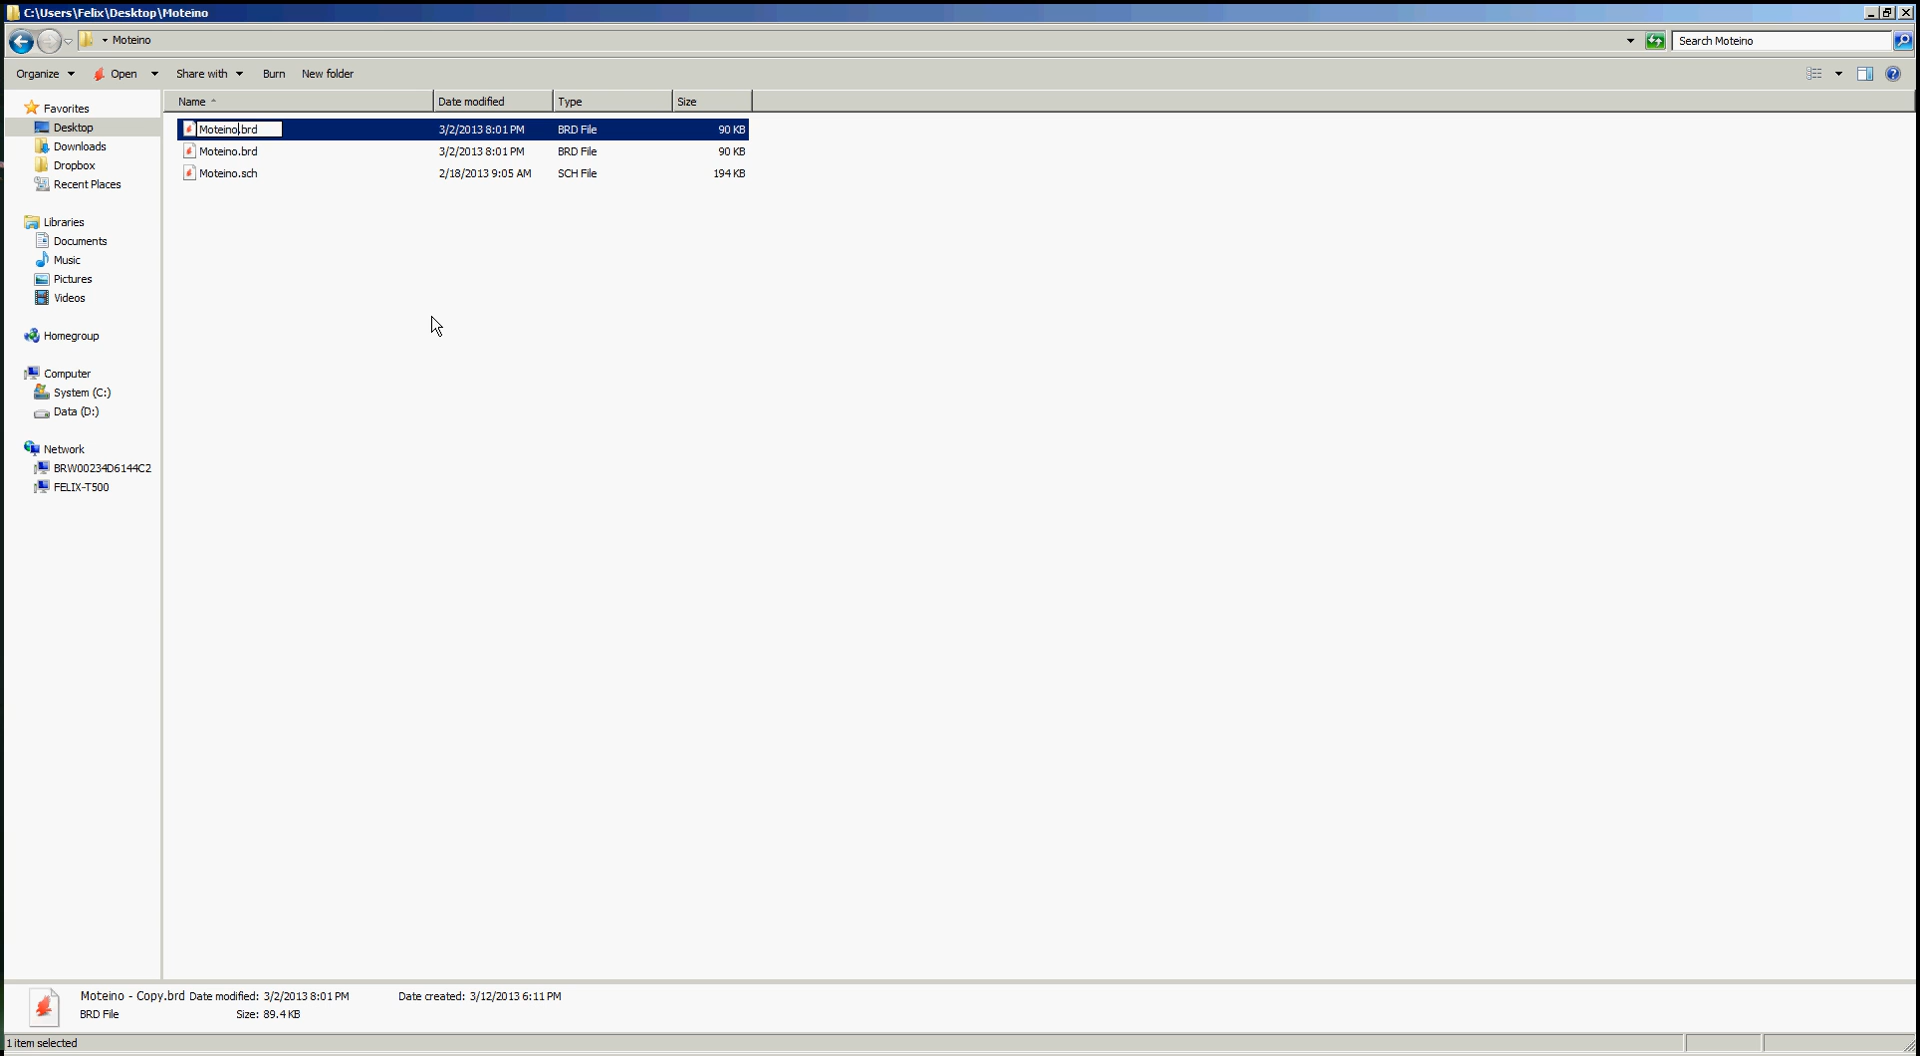 C:\Users\Felix\Desktop\Moteino
Moteino
Search Moteino
Organize Open Share with Burn New folder
Name Date modified Type Size
Favorites
Desktop
Downloads
Dropbox
Recent Places
Libraries
Documents
Music
Pictures
Videos
Homegroup
Computer
System (C:)
Data (D:)
Network
BRW00234D6144C2
FELIX-T500
Moteino.brd 3/2/2013 8:01 PM BRD File 90 KB
Moteino.brd 3/2/2013 8:01 PM BRD File 90 KB
Moteino.sch 2/18/2013 9:05 AM SCH File 194 KB
Moteino - Copy.brd Date modified: 3/2/2013 8:01 PM Date created: 3/12/2013 6:11 PM
BRD File Size: 89.4 KB
1 item selected